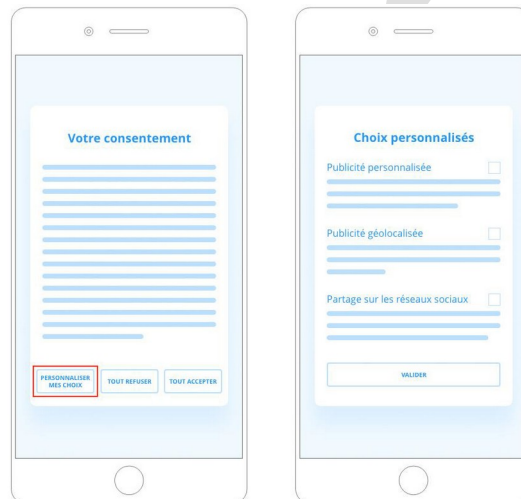 Votre consentement
PERSONNALISER
MES CHOIX
TOUT REFUSER
TOUT ACCEPTER
Choix personnalisés
Publicité personnalisée
Publicité géolocalisée
Partage sur les réseaux sociaux
VALIDER